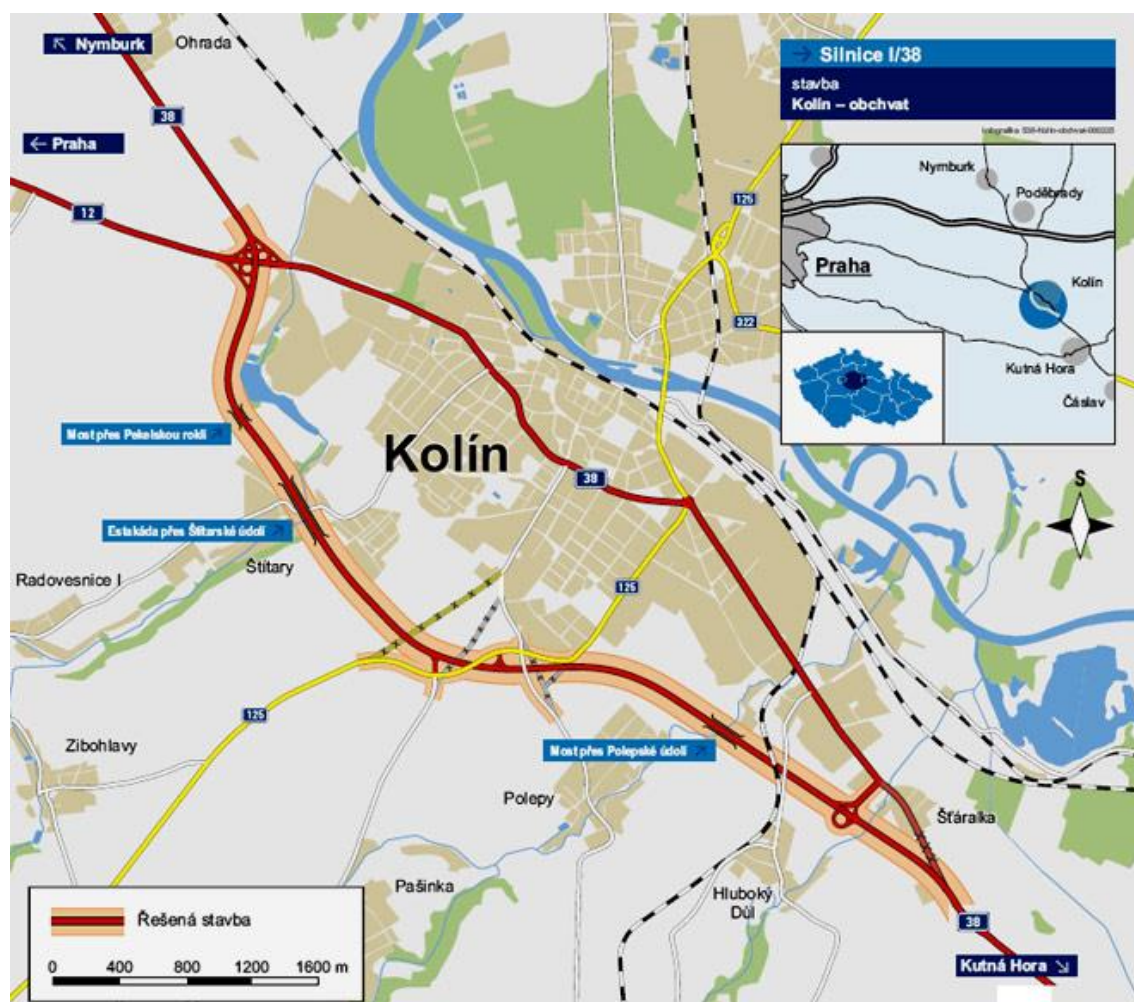 ↖ Nymburk
Ohrada
→ Silnice I/38
stavba
Kolín – obchvat
38
← Praha
12
125
322
Nymburk
Poděbrady
Praha
Kolín
Kutná Hora
Čáslav
Most přes Pekelskou rokli ↗
Kolín
38
S
Estakáda přes Štítarské údolí ↗
Radovesnice I
Štítary
125
125
Zibohlavy
Most přes Polepské údolí ↗
Polepy
Šťáralka
Pašinka
Hluboký
Důl
Řešená stavba
38
0 400 800 1200 1600 m
Kutná Hora ↘